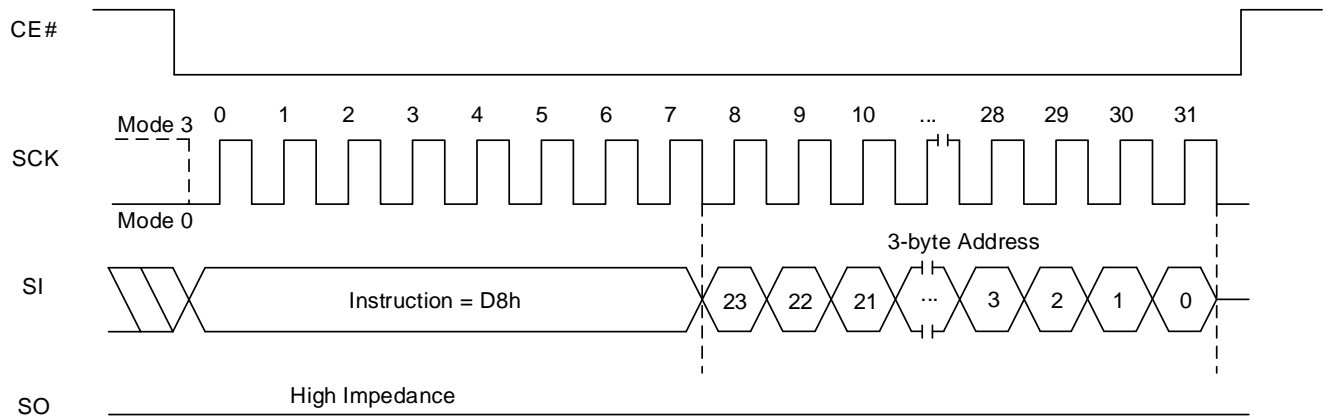 CE#
0 1 2 3 4 5 6 7 8 9 10 ... 28 29 30 31
Mode 3
SCK
Mode 0
3-byte Address
SI
Instruction = D8h 23 22 21 ... 3 2 1 0
High Impedance
SO